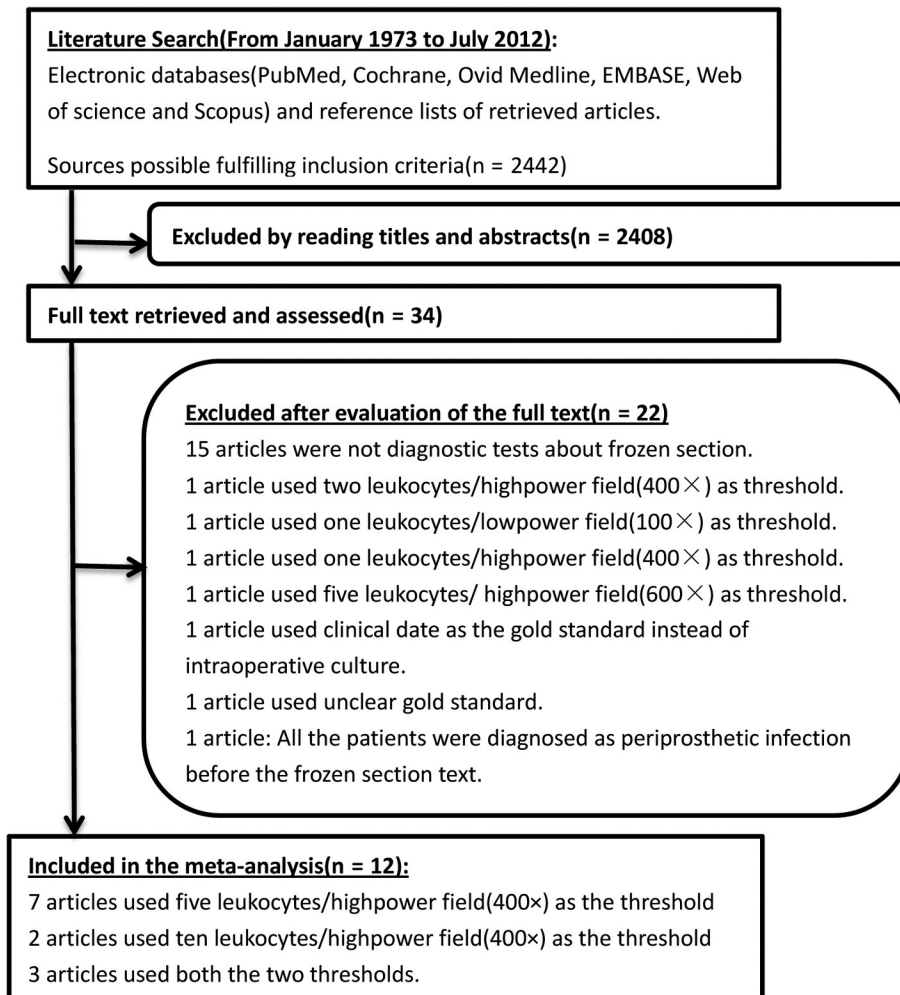 Literature Search(From January 1973 to July 2012):
Electronic databases(PubMed, Cochrane, Ovid Medline, EMBASE, Web
of science and Scopus) and reference lists of retrieved articles.
Sources possible fulfilling inclusion criteria(n = 2442)
Excluded by reading titles and abstracts(n = 2408)
Full text retrieved and assessed(n = 34)
Excluded after evaluation of the full text(n = 22)
15 articles were not diagnostic tests about frozen section.
1 article used two leukocytes/highpower field(400×) as threshold.
1 article used one leukocytes/lowpower field(100×) as threshold.
1 article used one leukocytes/highpower field(400×) as threshold.
1 article used five leukocytes/ highpower field(600×) as threshold.
1 article used clinical date as the gold standard instead of
intraoperative culture.
1 article used unclear gold standard.
1 article: All the patients were diagnosed as periprosthetic infection
before the frozen section text.
Included in the meta-analysis(n = 12):
7 articles used five leukocytes/highpower field(400×) as the threshold
2 articles used ten leukocytes/highpower field(400×) as the threshold
3 articles used both the two thresholds.